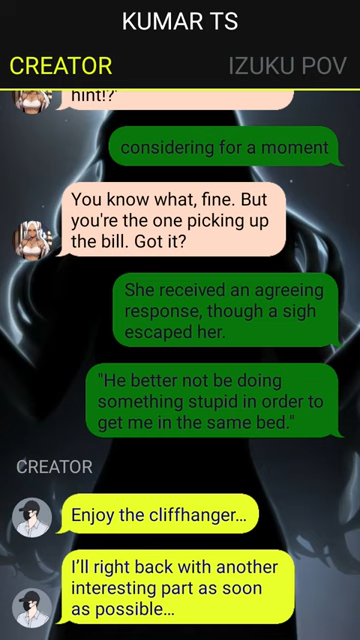 KUMAR TS
CREATOR
IZUKU POV
hint!?'
considering for a moment
You know what, fine. But
you're the one picking up
the bill. Got it?
She received an agreeing
response, though a sigh
escaped her.
"He better not be doing
something stupid in order to
get me in the same bed."
CREATOR
Enjoy the cliffhanger…
I'll right back with another
interesting part as soon
as possible…